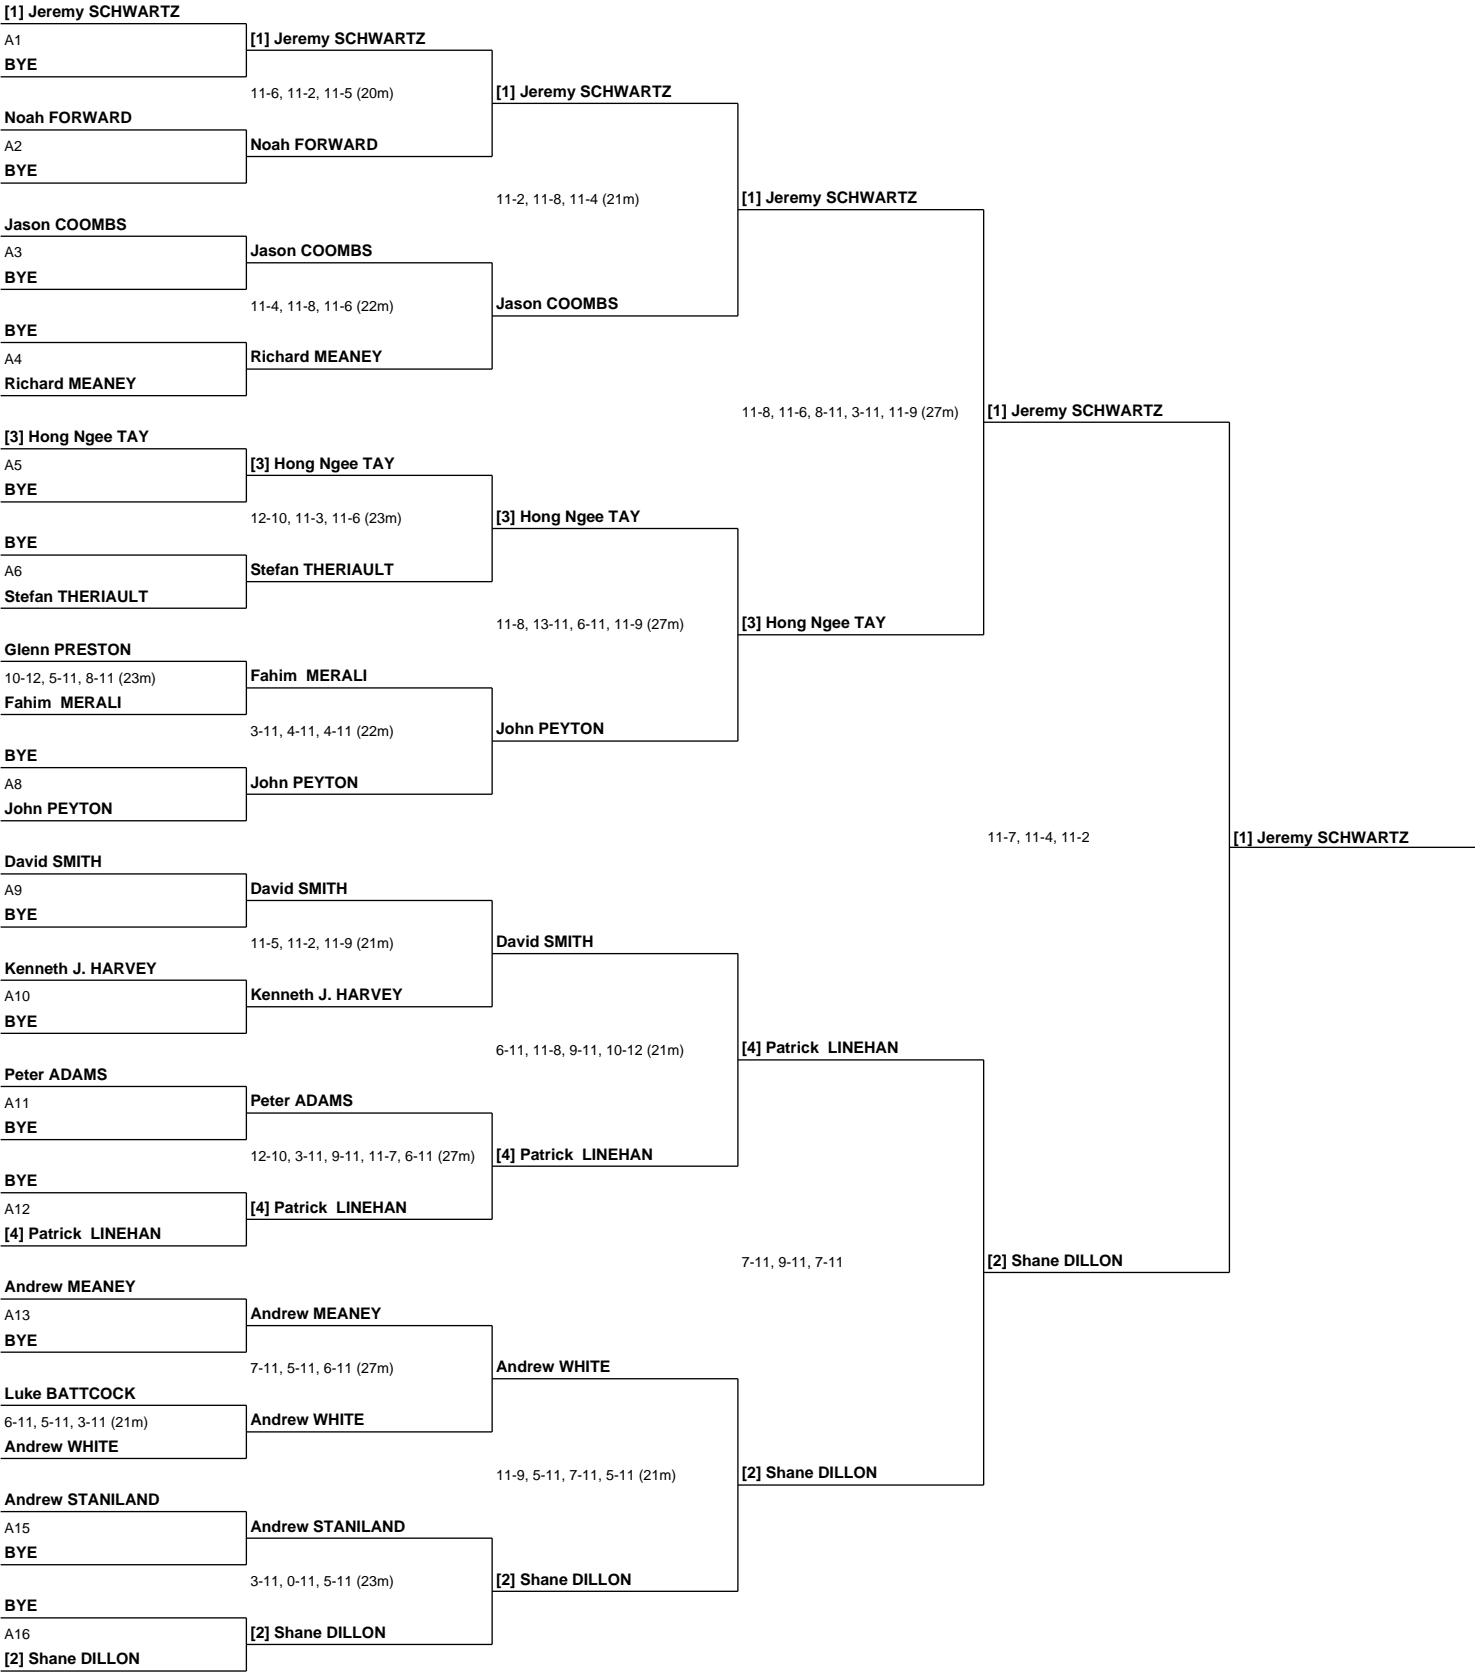 [1] Jeremy SCHWARTZ
A1
BYE
Noah FORWARD
A2
BYE
Jason COOMBS
A3
BYE
BYE
A4
Richard MEANEY
[3] Hong Ngee TAY
A5
BYE
BYE
A6
Stefan THERIAULT
Glenn PRESTON
10-12, 5-11, 8-11 (23m)
Fahim  MERALI
BYE
A8
John PEYTON
David SMITH
A9
BYE
Kenneth J. HARVEY
A10
BYE
Peter ADAMS
A11
BYE
BYE
A12
[4] Patrick  LINEHAN
Andrew MEANEY
A13
BYE
Luke BATTCOCK
6-11, 5-11, 3-11 (21m)
Andrew WHITE
Andrew STANILAND
A15
BYE
BYE
A16
[2] Shane DILLON
[1] Jeremy SCHWARTZ
11-6, 11-2, 11-5 (20m)
Noah FORWARD
Jason COOMBS
11-4, 11-8, 11-6 (22m)
Richard MEANEY
[3] Hong Ngee TAY
12-10, 11-3, 11-6 (23m)
Stefan THERIAULT
Fahim  MERALI
3-11, 4-11, 4-11 (22m)
John PEYTON
David SMITH
11-5, 11-2, 11-9 (21m)
Kenneth J. HARVEY
Peter ADAMS
12-10, 3-11, 9-11, 11-7, 6-11 (27m)
[4] Patrick  LINEHAN
Andrew MEANEY
7-11, 5-11, 6-11 (27m)
Andrew WHITE
Andrew STANILAND
3-11, 0-11, 5-11 (23m)
[2] Shane DILLON
[1] Jeremy SCHWARTZ
11-2, 11-8, 11-4 (21m)
Jason COOMBS
[3] Hong Ngee TAY
11-8, 13-11, 6-11, 11-9 (27m)
John PEYTON
David SMITH
6-11, 11-8, 9-11, 10-12 (21m)
[4] Patrick  LINEHAN
Andrew WHITE
11-9, 5-11, 7-11, 5-11 (21m)
[2] Shane DILLON
[1] Jeremy SCHWARTZ
11-8, 11-6, 8-11, 3-11, 11-9 (27m)
[3] Hong Ngee TAY
[4] Patrick  LINEHAN
7-11, 9-11, 7-11
[2] Shane DILLON
[1] Jeremy SCHWARTZ
11-7, 11-4, 11-2
[2] Shane DILLON
[1] Jeremy SCHWARTZ